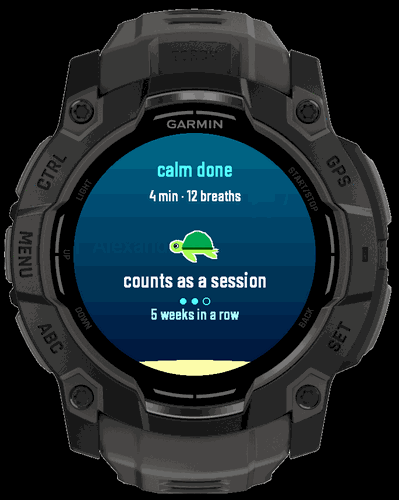 GARMIN
CTRL
LIGHT
GPS
START/STOP
MENU
UP
ABC
DOWN
SET
BACK
calm done
4 min · 12 breaths
counts as a session
5 weeks in a row